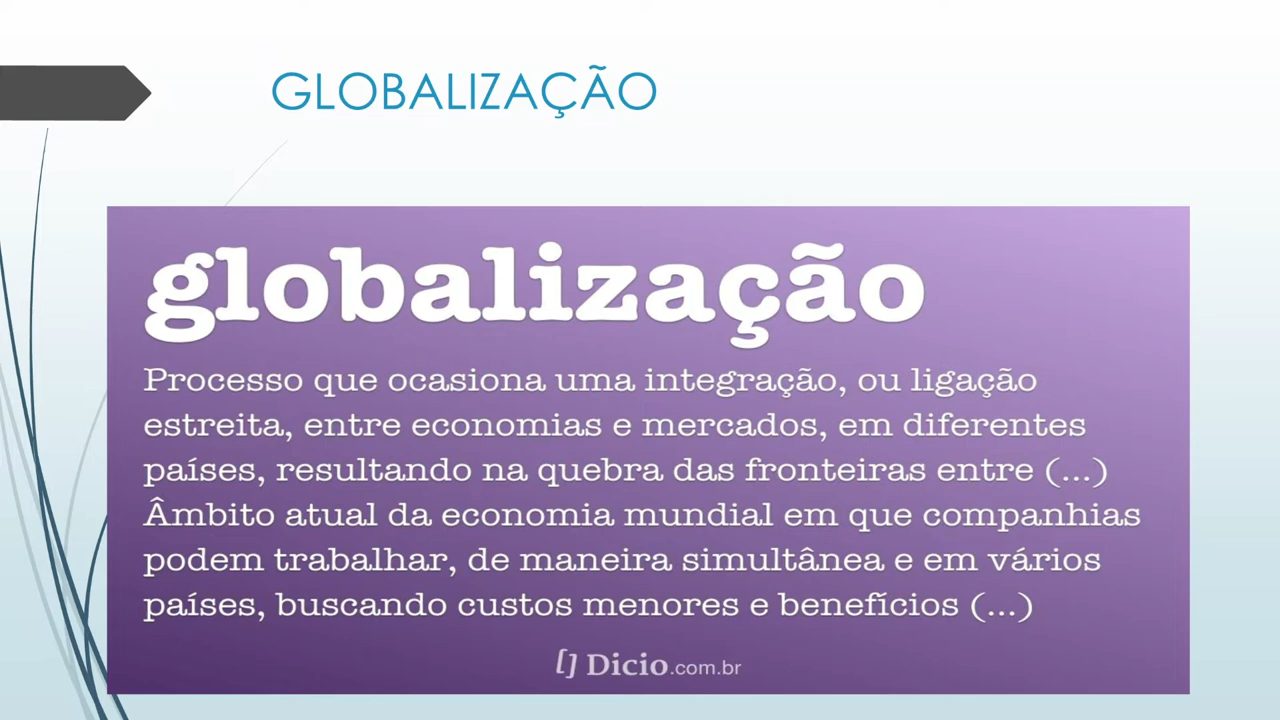 GLOBALIZAÇÃO
globalização
Processo que ocasiona uma integração, ou ligação
estreita, entre economias e mercados, em diferentes
países, resultando na quebra das fronteiras entre (...)
Âmbito atual da economia mundial em que companhias
podem trabalhar, de maneira simultânea e em vários
países, buscando custos menores e benefícios (...)
[] Dicio.com.br